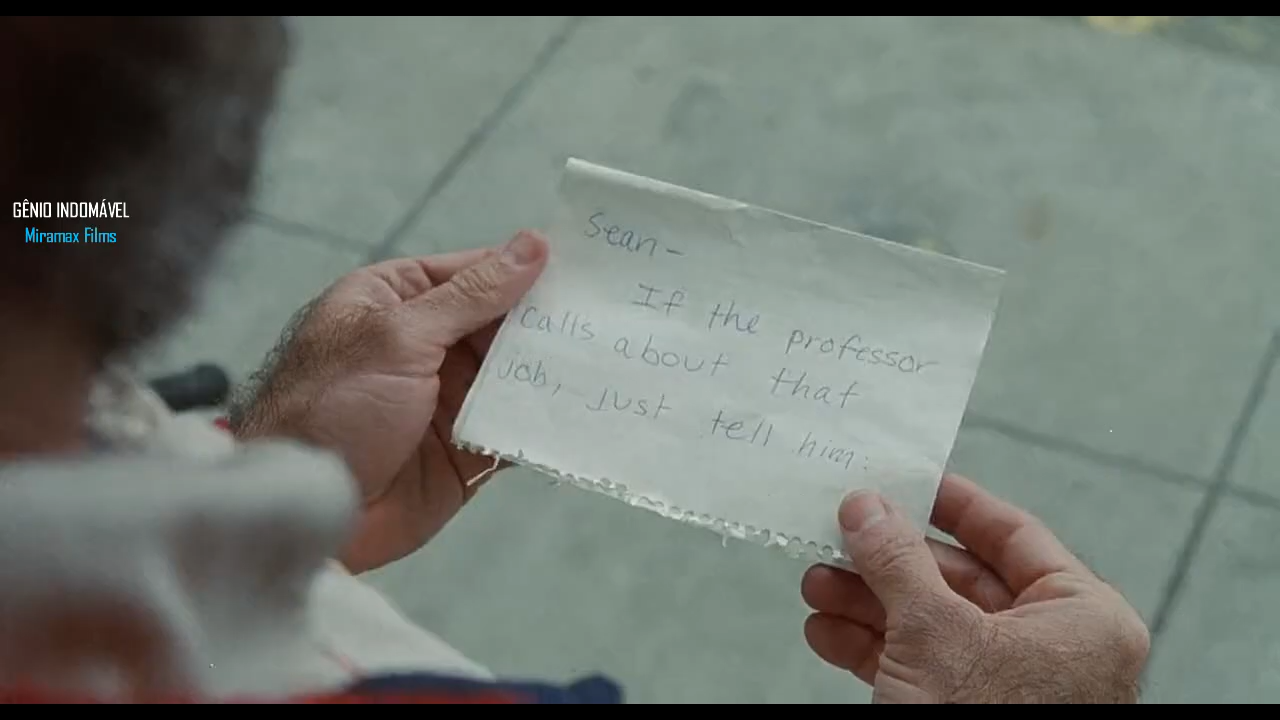 GÊNIO INDOMÁVEL
Miramax Films
Sean-
If the professor
calls about that
job, just tell him: